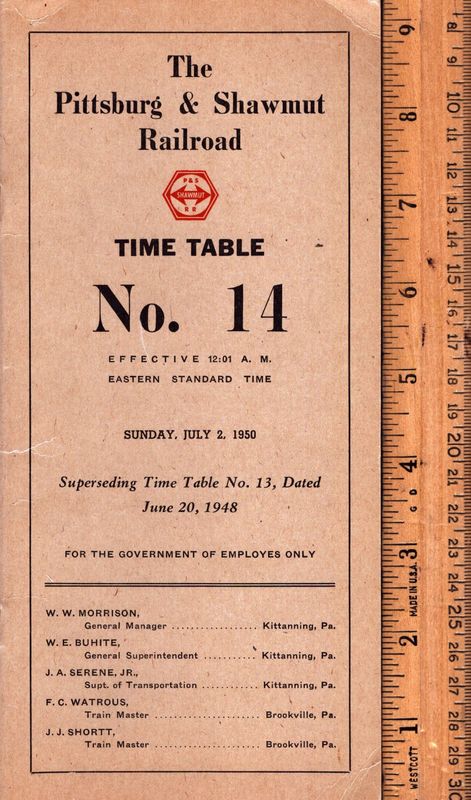 The
Pittsburg & Shawmut
Railroad
P & S
SHAWMUT
R R
TIME TABLE
No. 14
EFFECTIVE 12:01 A. M.
EASTERN STANDARD TIME
SUNDAY, JULY 2, 1950
Superseding Time Table No. 13, Dated
June 20, 1948
FOR THE GOVERNMENT OF EMPLOYES ONLY
W. W. MORRISON,
General Manager ................. Kittanning, Pa.
W. E. BUHITE,
General Superintendent ........... Kittanning, Pa.
J. A. SERENE, JR.,
Supt. of Transportation ........... Kittanning, Pa.
F. C. WATROUS,
Train Master ..................... Brookville, Pa.
J. J. SHORTT,
Train Master ..................... Brookville, Pa.
9
8
7
6
5
4
3
2
1
G D
MADE IN U.S.A.
WESTCOTT
8
9
10
11
12
13
14
15
16
17
18
19
20
21
22
23
24
25
26
27
28
29
30